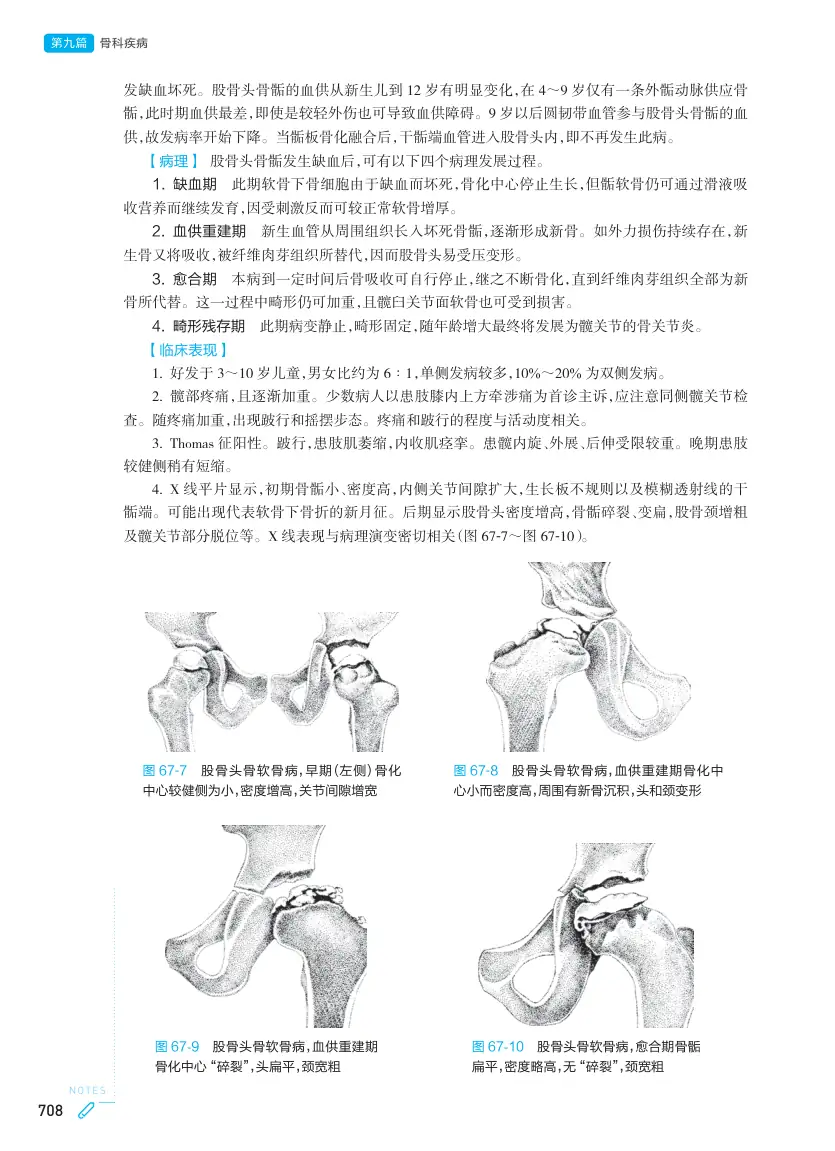 第九篇 骨科疾病
发缺血坏死。股骨头骨骺的血供从新生儿到 12 岁有明显变化,在 4～9 岁仅有一条外骺动脉供应骨
骺,此时期血供最差,即使是较轻外伤也可导致血供障碍。9 岁以后圆韧带血管参与股骨头骨骺的血
供,故发病率开始下降。当骺板骨化融合后,干骺端血管进入股骨头内,即不再发生此病。
【病理】 股骨头骨骺发生缺血后,可有以下四个病理发展过程。
1. 缺血期 此期软骨下骨细胞由于缺血而坏死,骨化中心停止生长,但骺软骨仍可通过滑液吸
收营养而继续发育,因受刺激反而可较正常软骨增厚。
2. 血供重建期 新生血管从周围组织长入坏死骨骺,逐渐形成新骨。如外力损伤持续存在,新
生骨又将吸收,被纤维肉芽组织所替代,因而股骨头易受压变形。
3. 愈合期 本病到一定时间后骨吸收可自行停止,继之不断骨化,直到纤维肉芽组织全部为新
骨所代替。这一过程中畸形仍可加重,且髋臼关节面软骨也可受到损害。
4. 畸形残存期 此期病变静止,畸形固定,随年龄增大最终将发展为髋关节的骨关节炎。
【临床表现】
1. 好发于 3～10 岁儿童,男女比约为 6∶1,单侧发病较多,10%～20% 为双侧发病。
2. 髋部疼痛,且逐渐加重。少数病人以患肢膝内上方牵涉痛为首诊主诉,应注意同侧髋关节检
查。随疼痛加重,出现跛行和摇摆步态。疼痛和跛行的程度与活动度相关。
3. Thomas 征阳性。跛行,患肢肌萎缩,内收肌痉挛。患髋内旋、外展、后伸受限较重。晚期患肢
较健侧稍有短缩。
4. X 线平片显示,初期骨骺小、密度高,内侧关节间隙扩大,生长板不规则以及模糊透射线的干
骺端。可能出现代表软骨下骨折的新月征。后期显示股骨头密度增高,骨骺碎裂、变扁,股骨颈增粗
及髋关节部分脱位等。X 线表现与病理演变密切相关(图 67-7～图 67-10)。
图 67-7 股骨头骨软骨病,早期(左侧)骨化
中心较健侧为小,密度增高,关节间隙增宽
图 67-8 股骨头骨软骨病,血供重建期骨化中
心小而密度高,周围有新骨沉积,头和颈变形
图 67-9 股骨头骨软骨病,血供重建期
骨化中心“碎裂”,头扁平,颈宽粗
图 67-10 股骨头骨软骨病,愈合期骨骺
扁平,密度略高,无“碎裂”,颈宽粗
NOTES
708